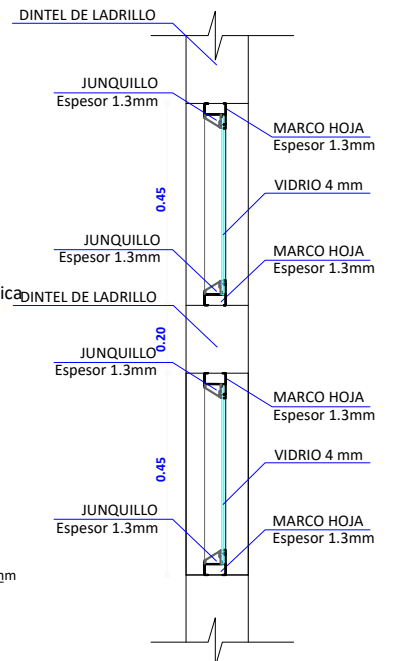 DINTEL DE LADRILLO
JUNQUILLO
Espesor 1.3mm
MARCO HOJA
Espesor 1.3mm
0.45
VIDRIO 4 mm
JUNQUILLO
Espesor 1.3mm
MARCO HOJA
Espesor 1.3mm
ica
DINTEL DE LADRILLO
0.20
JUNQUILLO
Espesor 1.3mm
MARCO HOJA
Espesor 1.3mm
0.45
VIDRIO 4 mm
JUNQUILLO
Espesor 1.3mm
MARCO HOJA
Espesor 1.3mm
mm